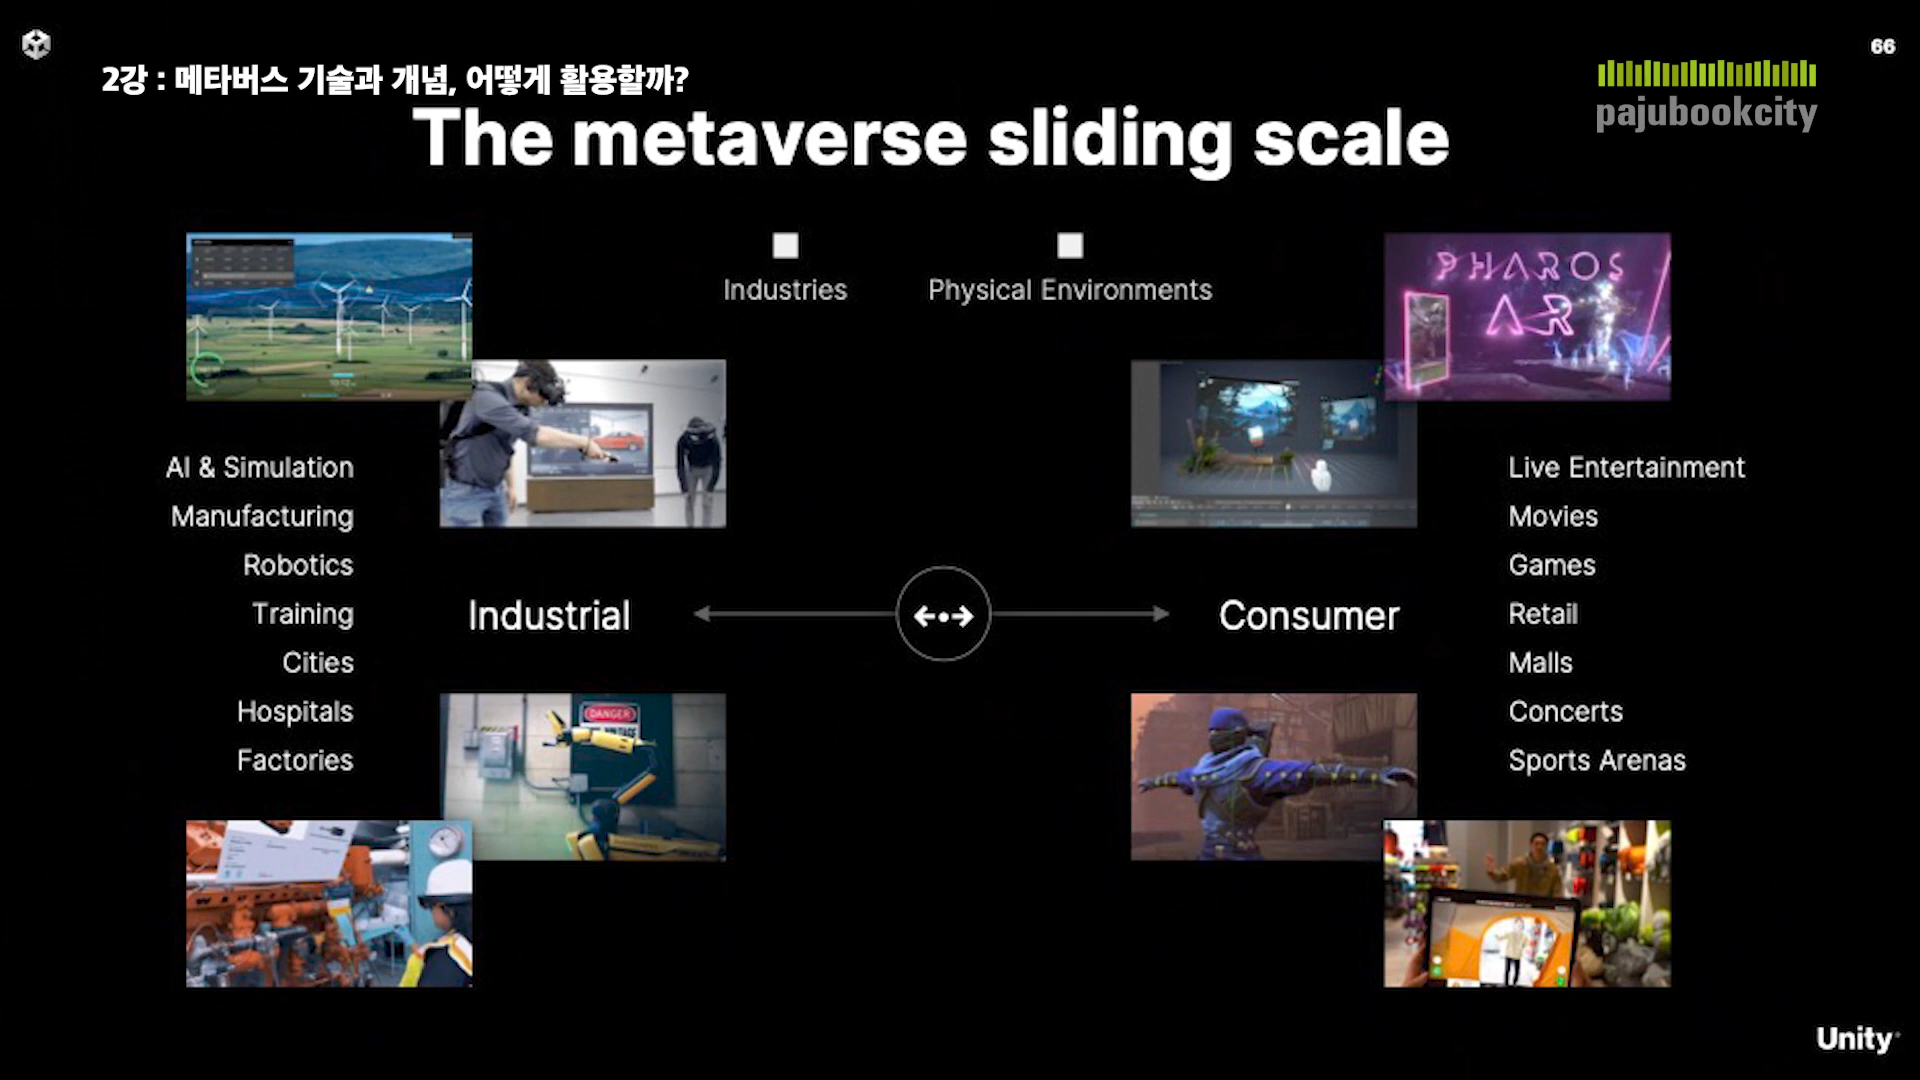 66
2강 : 메타버스 기술과 개념, 어떻게 활용할까?
pajubookcity
The metaverse sliding scale
Industries
Physical Environments
PHAROS
AR
AI & Simulation
Manufacturing
Robotics
Training
Cities
Hospitals
Factories
Industrial
Consumer
Live Entertainment
Movies
Games
Retail
Malls
Concerts
Sports Arenas
DANGER
Unity